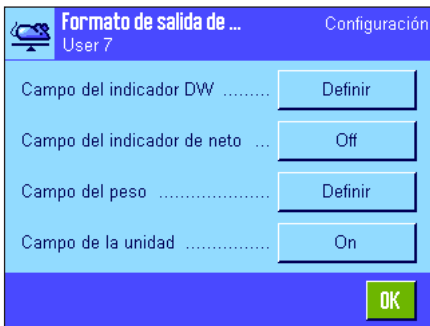 Formato de salida de ... Configuración
User 7
Campo del indicador DW ......... Definir
Campo del indicador de neto ... Off
Campo del peso .................... Definir
Campo de la unidad ............... On
OK